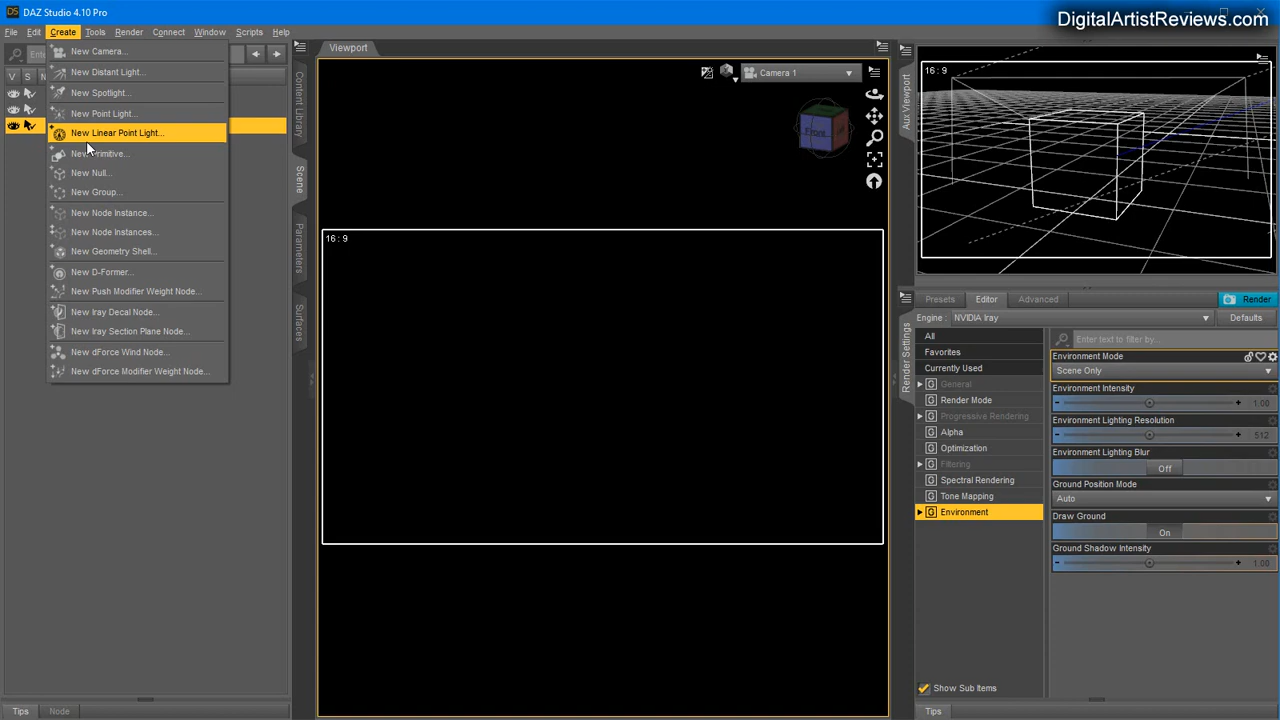 DAZ Studio 4.10 Pro
DigitalArtistReviews.com
File Edit Create Tools Render Connect Window Scripts Help
New Camera...
New Distant Light...
New Spotlight...
New Point Light...
New Linear Point Light...
New Primitive...
New Null...
New Group...
New Node Instance...
New Node Instances...
New Geometry Shell...
New D-Former...
New Push Modifier Weight Node...
New Iray Decal Node...
New Iray Section Plane Node...
New dForce Wind Node...
New dForce Modifier Weight Node...
V S
Tips Node
Content Library
Scene
Parameters
Surfaces
Viewport
Camera 1
Front
16 : 9
Aux Viewport
16 : 9
Render Settings
Presets Editor Advanced Render
Engine : NVIDIA Iray Defaults
All
Favorites
Currently Used
G General
G Render Mode
G Progressive Rendering
G Alpha
G Optimization
G Filtering
G Spectral Rendering
G Tone Mapping
G Environment
Show Sub Items
Enter text to filter by...
Environment Mode
Scene Only
Environment Intensity
1.00
Environment Lighting Resolution
512
Environment Lighting Blur
Off
Ground Position Mode
Auto
Draw Ground
On
Ground Shadow Intensity
1.00
Tips